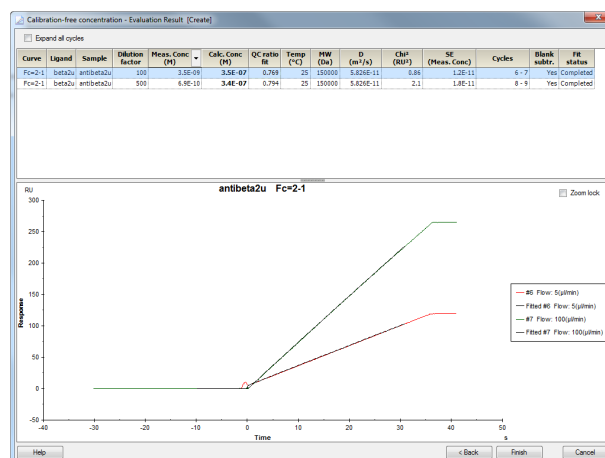 Calibration-free concentration - Evaluation Result [Create]
Expand all cycles
Curve Ligand Sample Dilution factor Meas. Conc (M) Calc. Conc (M) QC ratio fit Temp (°C) MW (Da) D (m²/s) Chi² (RU²) SE (Meas. Conc) Cycles Blank subtr. Fit status
Fc=2-1 beta2u antibeta2u 100 3.5E-09 3.5E-07 0.769 25 150000 5.826E-11 0.86 1.2E-11 6 - 7 Yes Completed
Fc=2-1 beta2u antibeta2u 500 6.9E-10 3.4E-07 0.794 25 150000 5.826E-11 2.1 1.8E-11 8 - 9 Yes Completed
antibeta2u Fc=2-1
Zoom lock
RU
300
250
200
150
100
50
0
-50
Response
-40 -30 -20 -10 0 10 20 30 40 50
Time s
#6 Flow: 5(µl/min)
Fitted #6 Flow: 5(µl/min)
#7 Flow: 100(µl/min)
Fitted #7 Flow: 100(µl/min)
Help < Back Finish Cancel